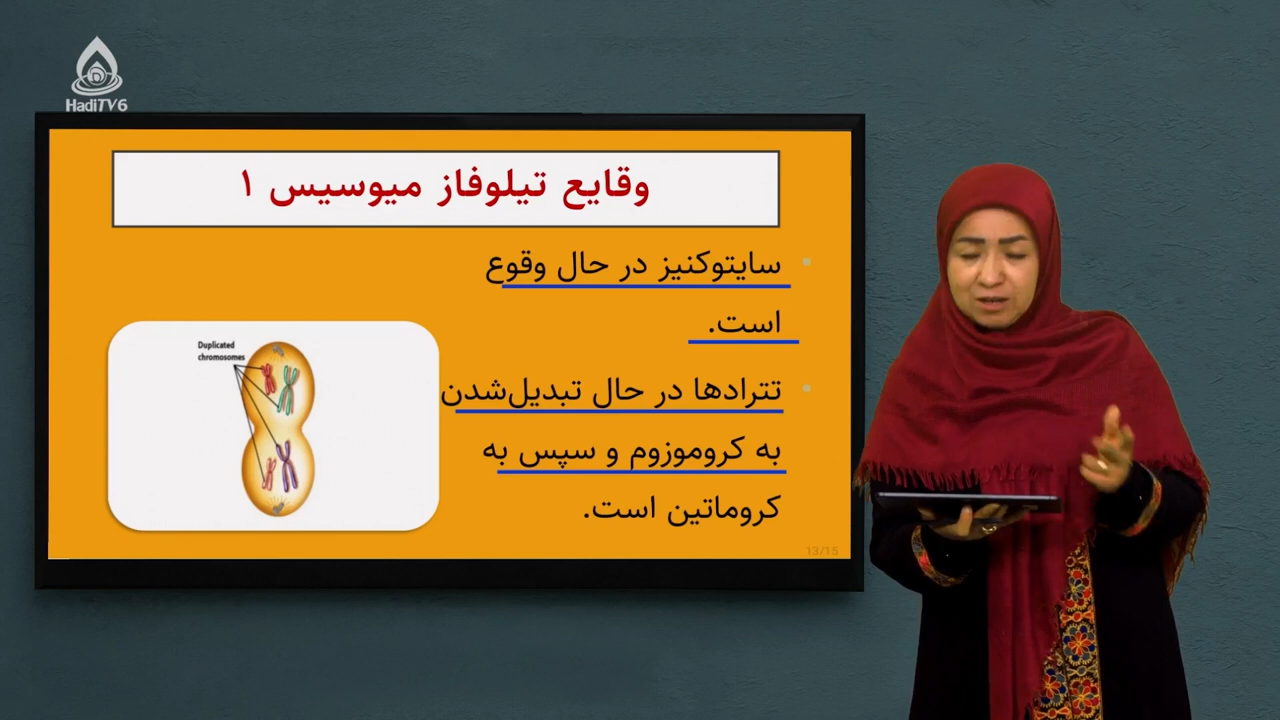 HadiTV6
وقایع تیلوفاز میوسیس ۱
سایتوکنیز در حال وقوع
است.
تترادها در حال تبدیل‌شدن
به کروموزوم و سپس به
کروماتین است.
Duplicated
chromosomes
13/15